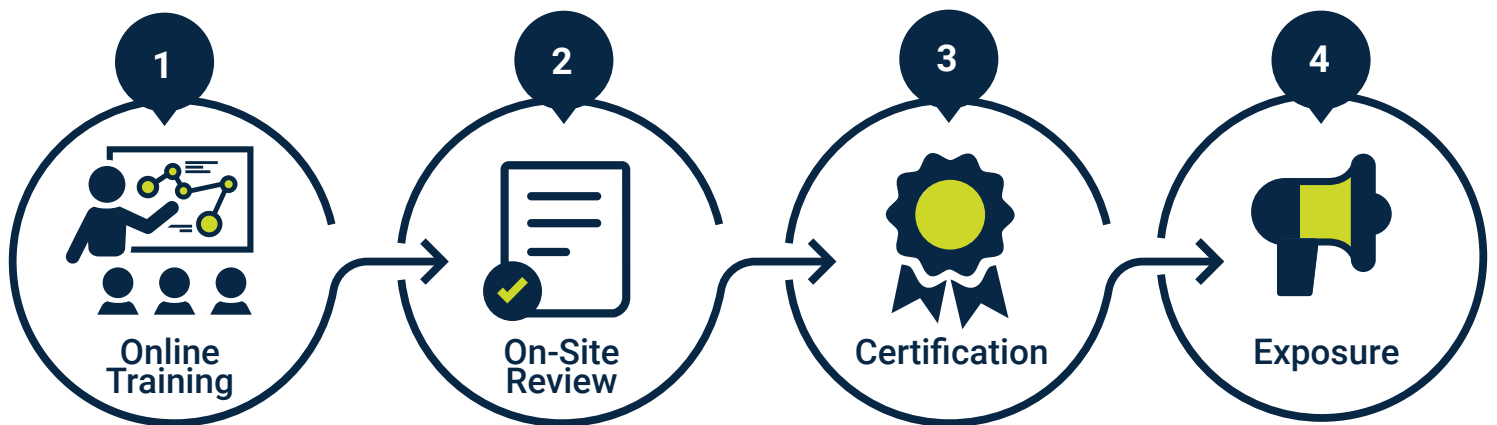 1
Online
Training
2
On-Site
Review
3
Certification
4
Exposure